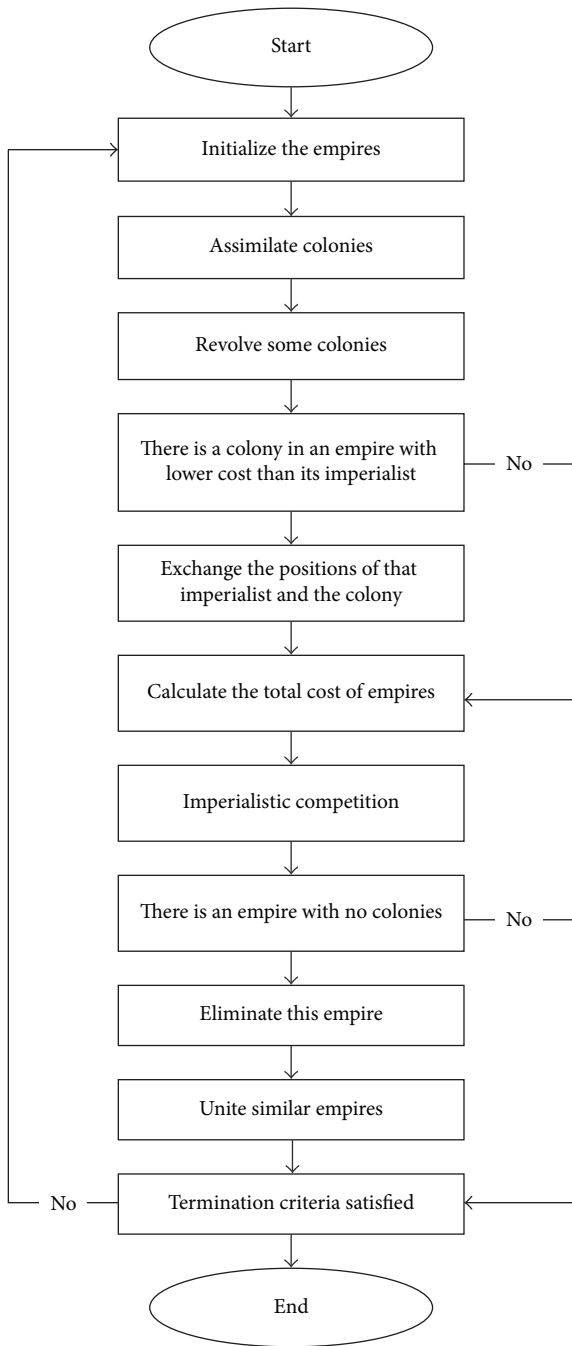 Start
Initialize the empires
Assimilate colonies
Revolve some colonies
There is a colony in an empire with
lower cost than its imperialist
No
Exchange the positions of that
imperialist and the colony
Calculate the total cost of empires
Imperialistic competition
There is an empire with no colonies
No
Eliminate this empire
Unite similar empires
No
Termination criteria satisfied
End